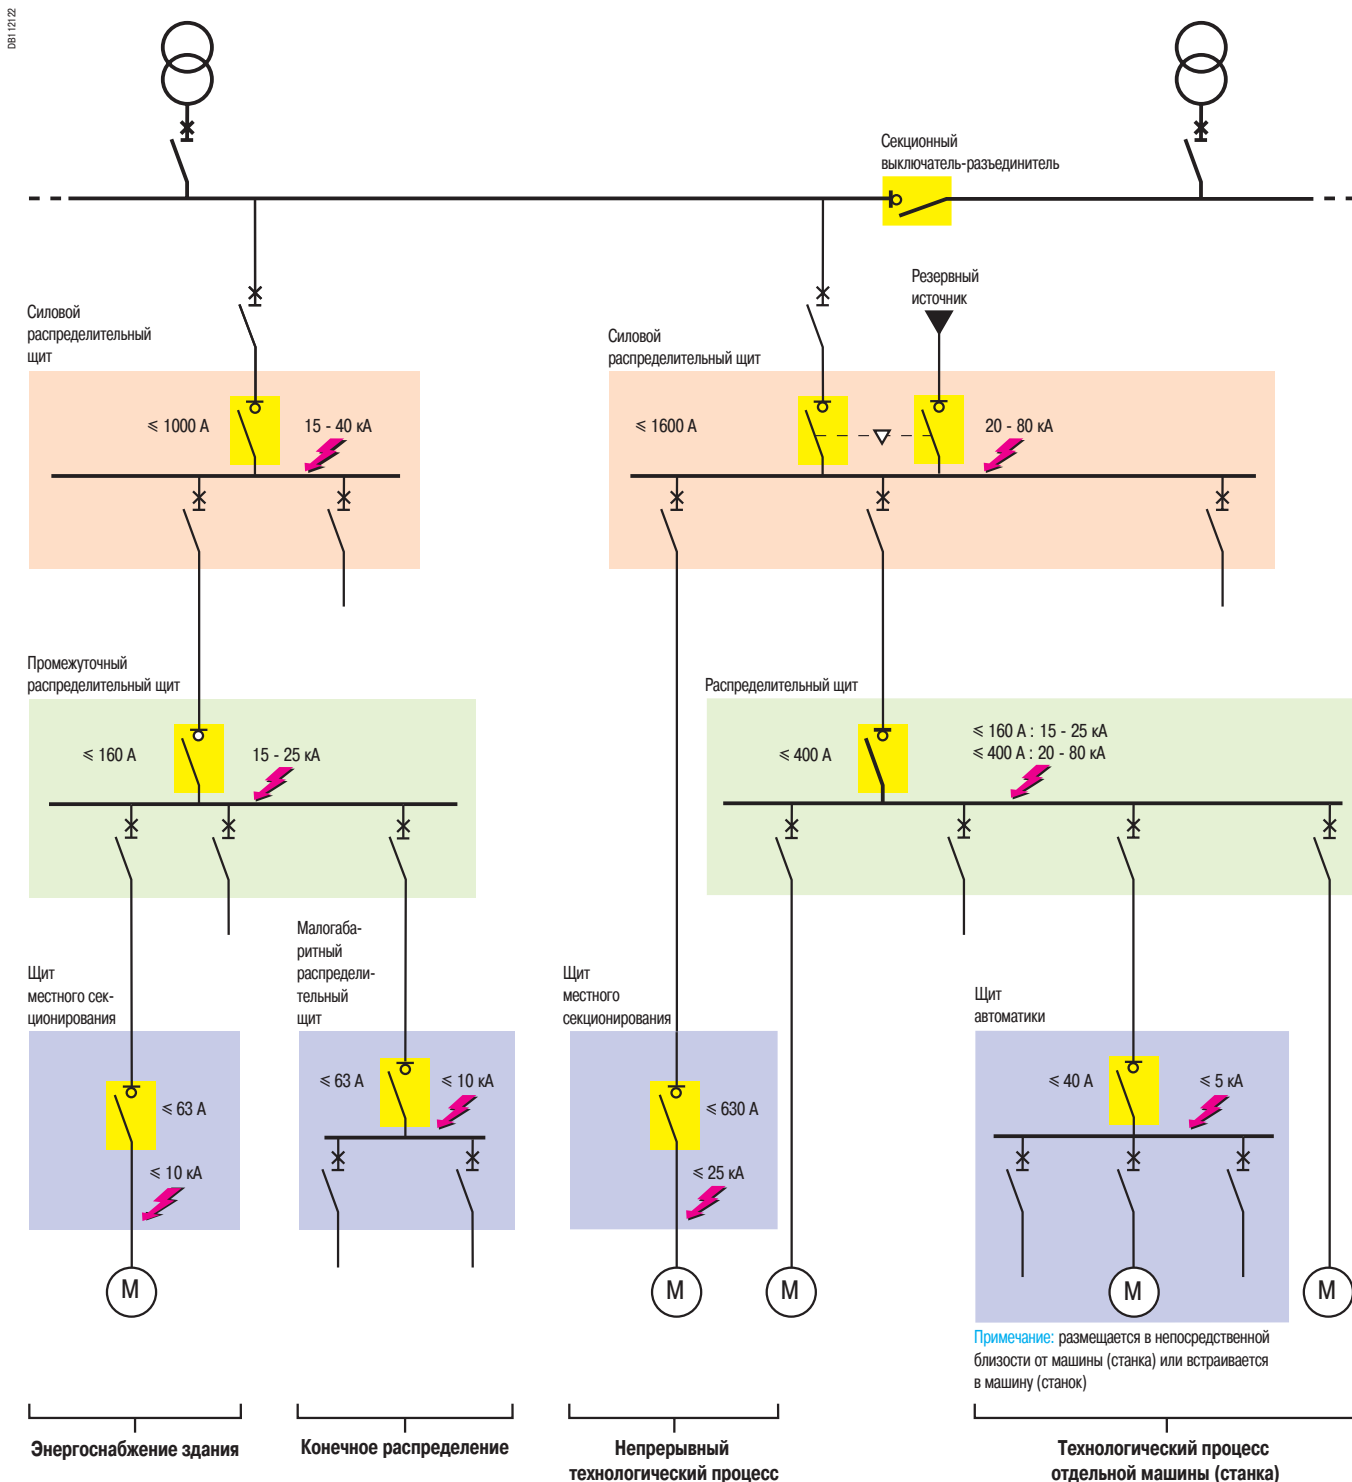 DB112122
Секционный
выключатель-разъединитель
Резервный
источник
Силовой
распределительный
щит
Силовой
распределительный щит
≤ 1000 А
15 - 40 кА
≤ 1600 А
20 - 80 кА
Промежуточный
распределительный щит
Распределительный щит
≤ 160 А
15 - 25 кА
≤ 400 А
≤ 160 А : 15 - 25 кА
≤ 400 А : 20 - 80 кА
Щит
местного сек-
ционирования
Малогаба-
ритный
распредели-
тельный
щит
Щит
местного
секционирования
Щит
автоматики
≤ 63 А
≤ 10 кА
≤ 63 А
≤ 10 кА
≤ 630 А
≤ 25 кА
≤ 40 А
≤ 5 кА
M
M
M
M
M
Примечание: размещается в непосредственной
близости от машины (станка) или встраивается
в машину (станок)
Энергоснабжение здания
Конечное распределение
Непрерывный
технологический процесс
Технологический процесс
отдельной машины (станка)